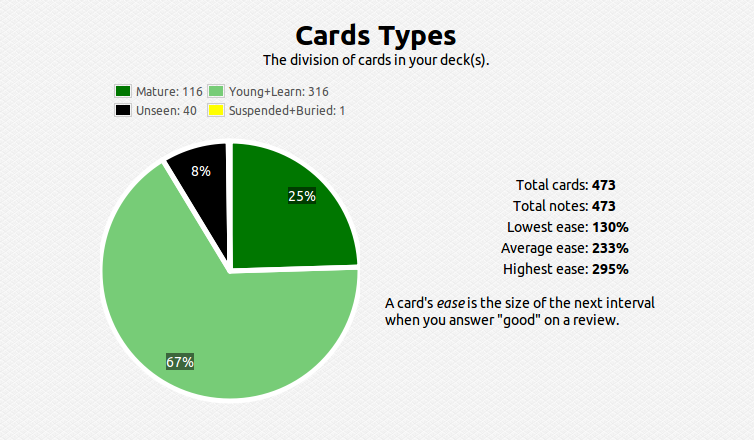 Cards Types
The division of cards in your deck(s).
Mature: 116 Young+Learn: 316
Unseen: 40 Suspended+Buried: 1
8%
25%
67%
Total cards: 473
Total notes: 473
Lowest ease: 130%
Average ease: 233%
Highest ease: 295%
A card's ease is the size of the next interval
when you answer "good" on a review.